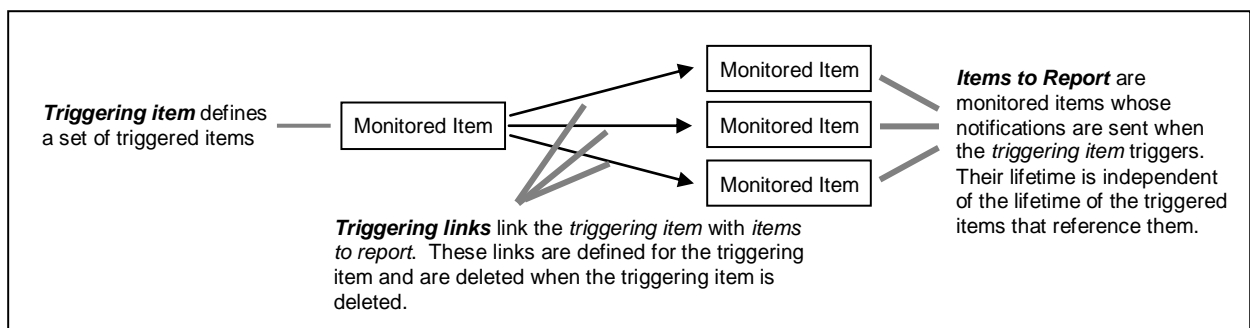 Triggering item defines
a set of triggered items
Monitored Item
Monitored Item
Monitored Item
Monitored Item
Triggering links link the triggering item with items
to report.  These links are defined for the triggering
item and are deleted when the triggering item is
deleted.
Items to Report are
monitored items whose
notifications are sent when
the triggering item triggers.
Their lifetime is independent
of the lifetime of the triggered
items that reference them.